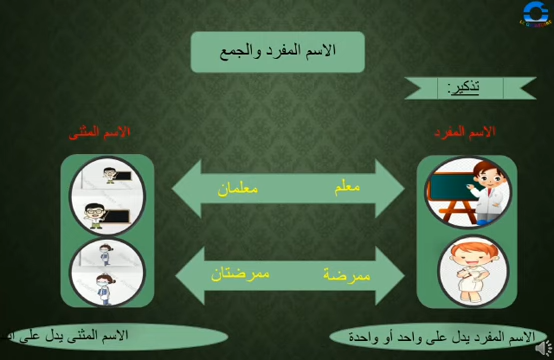 الاسم المفرد والجمع
تذكير:
الاسم المفرد
الاسم المثنى
معلم
معلمان
ممرضة
ممرضتان
الاسم المفرد يدل على واحد أو واحدة
الاسم المثنى يدل على